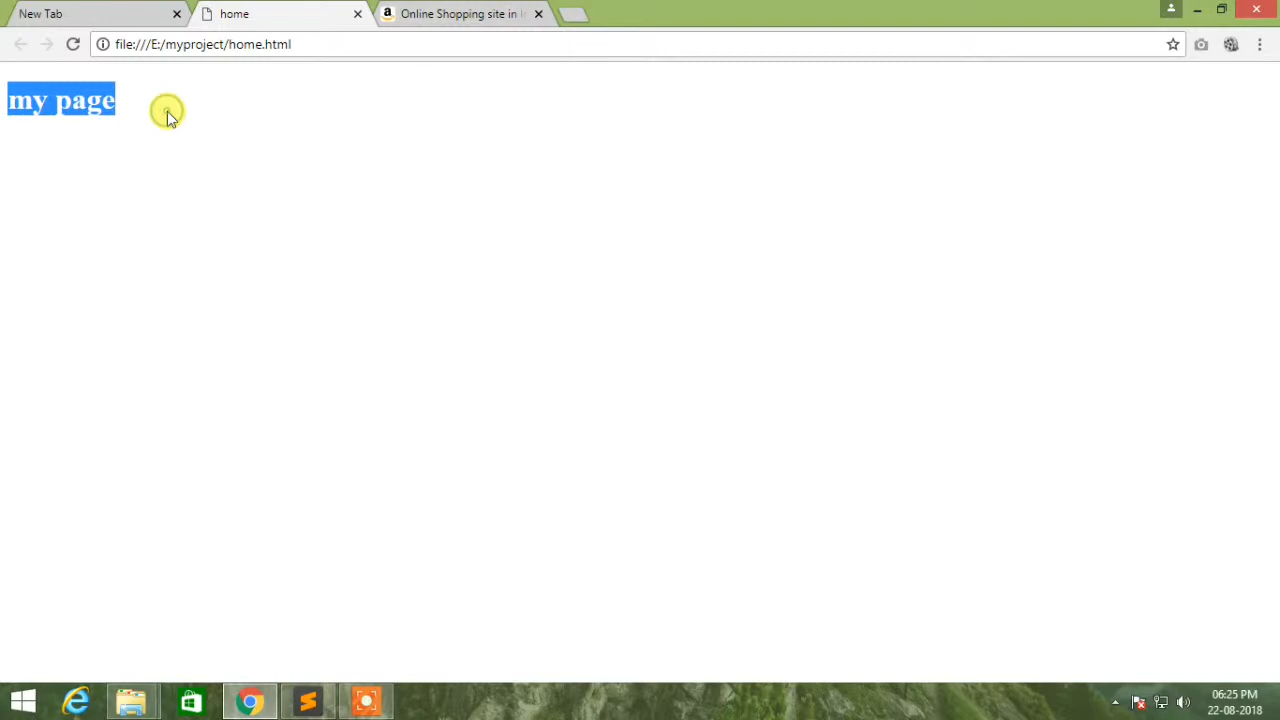 New Tab
home
Online Shopping site in
file:///E:/myproject/home.html
my page
06:25 PM
22-08-2018